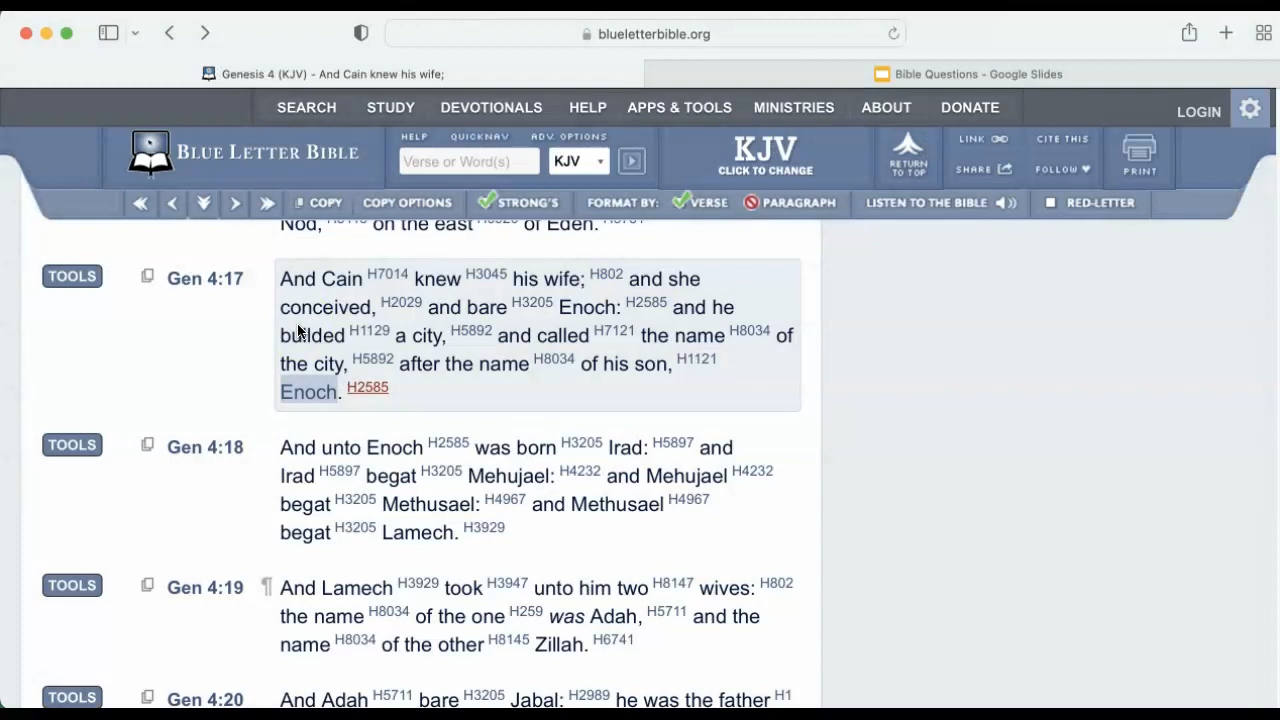 blueletterbible.org
Genesis 4 (KJV) - And Cain knew his wife;
Bible Questions - Google Slides
SEARCH STUDY DEVOTIONALS HELP APPS & TOOLS MINISTRIES ABOUT DONATE LOGIN
BLUE LETTER BIBLE
HELP QUICKNAV ADV. OPTIONS
Verse or Word(s) KJV
KJV
CLICK TO CHANGE
RETURN
TO TOP
LINK CITE THIS
SHARE FOLLOW
PRINT
COPY COPY OPTIONS STRONG'S FORMAT BY: VERSE PARAGRAPH LISTEN TO THE BIBLE RED-LETTER
Nod, on the east of Eden.
TOOLS Gen 4:17 And Cain H7014 knew H3045 his wife; H802 and she
conceived, H2029 and bare H3205 Enoch: H2585 and he
builded H1129 a city, H5892 and called H7121 the name H8034 of
the city, H5892 after the name H8034 of his son, H1121
Enoch. H2585
TOOLS Gen 4:18 And unto Enoch H2585 was born H3205 Irad: H5897 and
Irad H5897 begat H3205 Mehujael: H4232 and Mehujael H4232
begat H3205 Methusael: H4967 and Methusael H4967
begat H3205 Lamech. H3929
TOOLS Gen 4:19 ¶ And Lamech H3929 took H3947 unto him two H8147 wives: H802
the name H8034 of the one H259 was Adah, H5711 and the
name H8034 of the other H8145 Zillah. H6741
TOOLS Gen 4:20 And Adah H5711 bare H3205 Jabal: H2989 he was the father H1